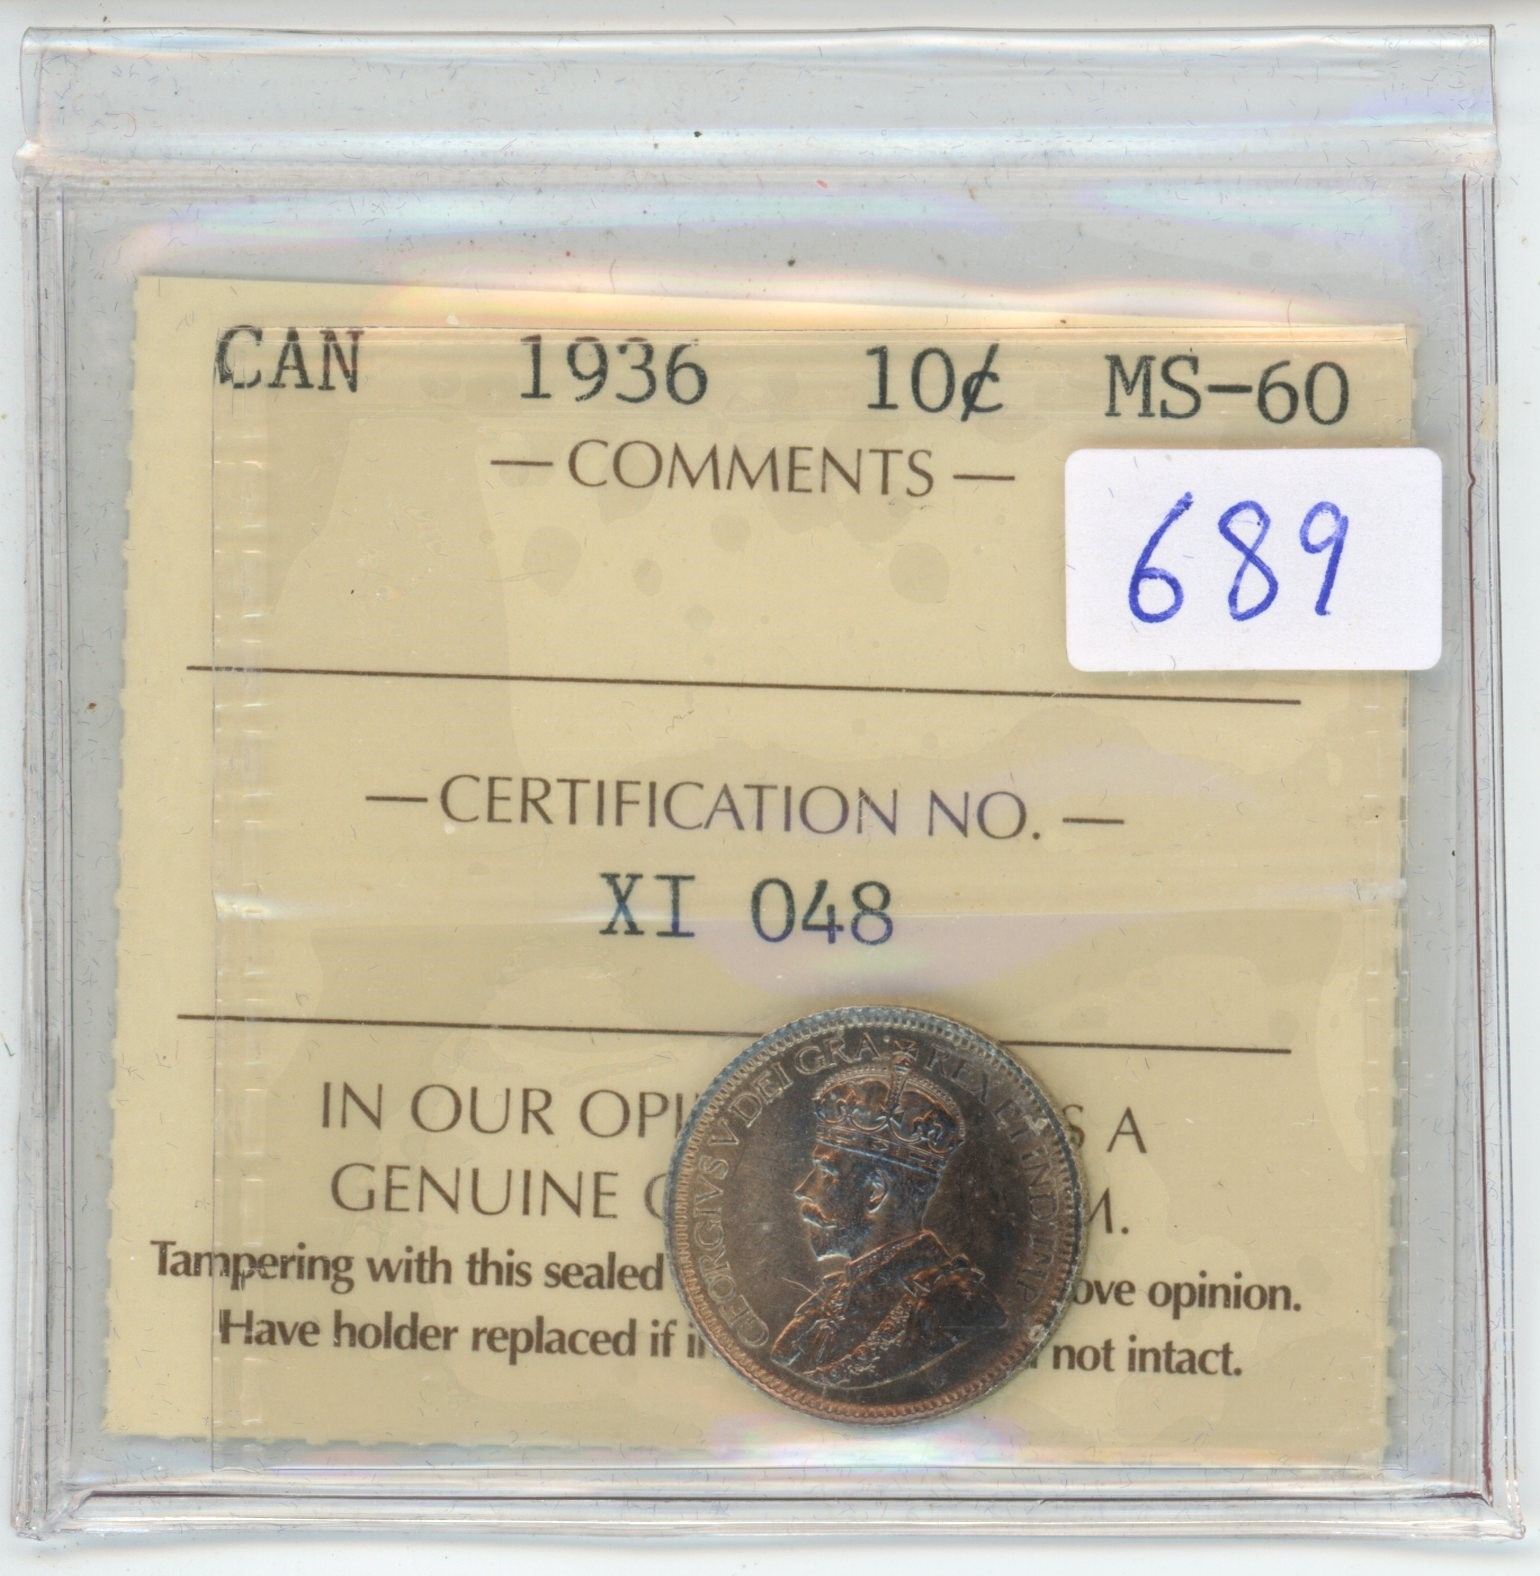 CAN 1936 10¢ MS-60
— COMMENTS —
689
— CERTIFICATION NO. —
XI 048
IN OUR OPI S A
GENUINE M.
Tampering with this sealed ove opinion.
Have holder replaced if i not intact.
GEORGIVS V DEI GRA: REX ET IND:IMP: